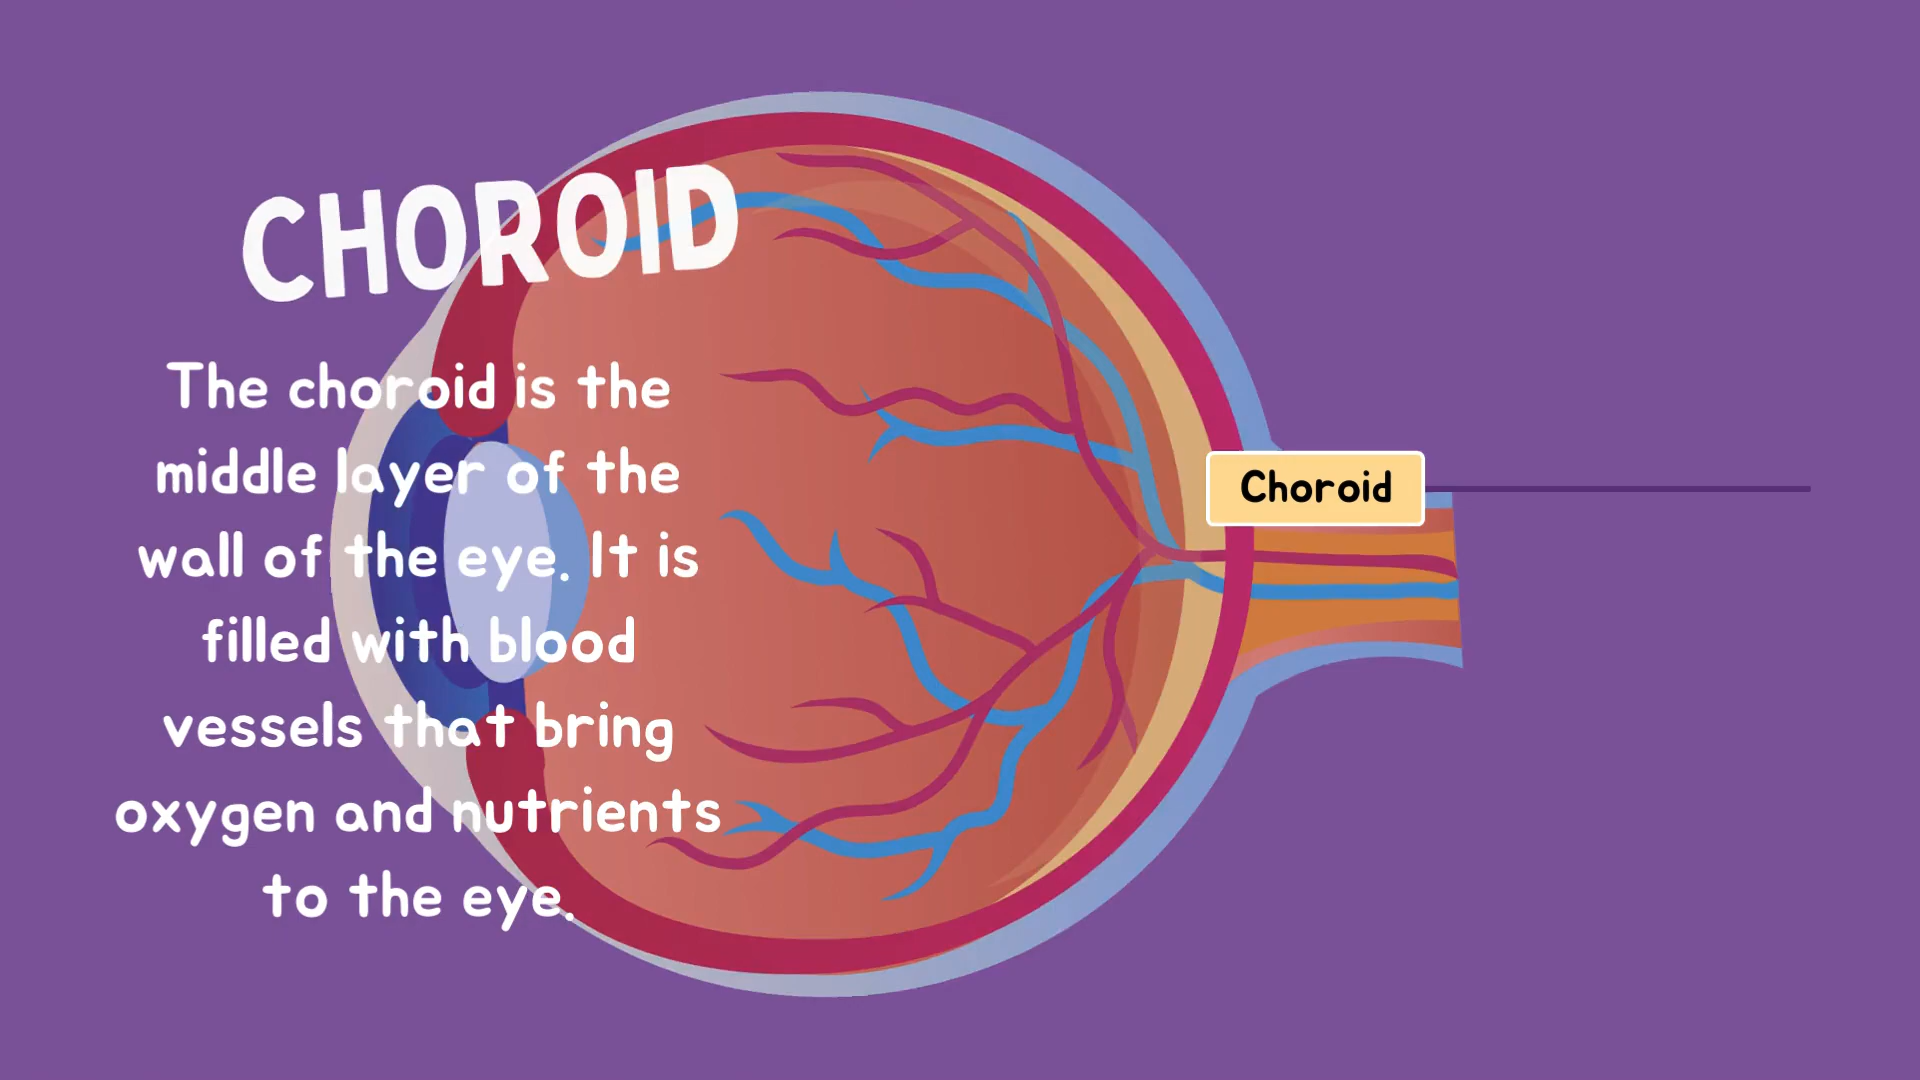 CHOROID
The choroid is the
middle layer of the
wall of the eye. It is
filled with blood
vessels that bring
oxygen and nutrients
to the eye.
Choroid